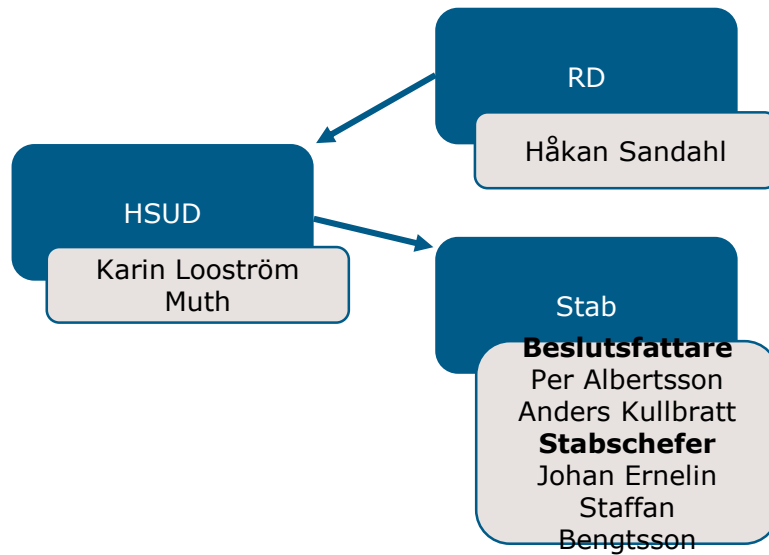 RD
Håkan Sandahl
HSUD
Karin Looström
Muth
Stab
Beslutsfattare
Per Albertsson
Anders Kullbratt
Stabschefer
Johan Ernelin
Staffan
Bengtsson